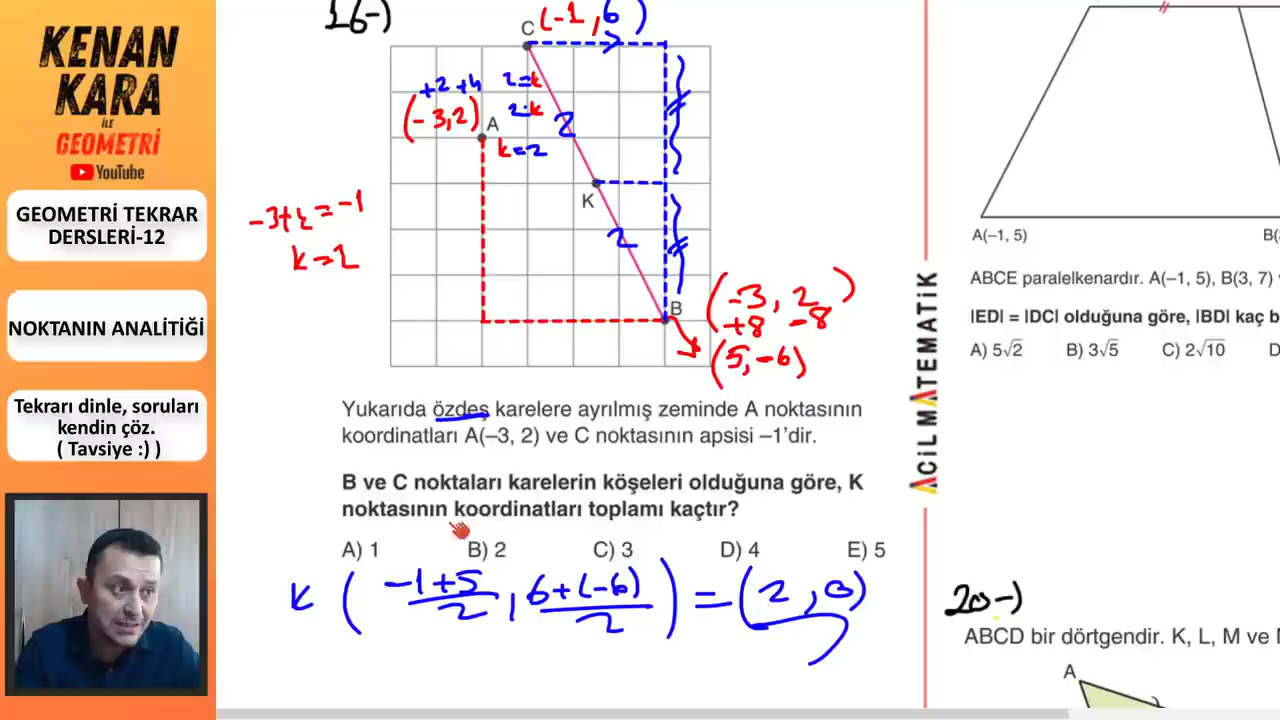 KENAN
KARA
İLE
GEOMETRİ
YouTube
GEOMETRİ TEKRAR
DERSLERİ-12
NOKTANIN ANALİTİĞİ
Tekrarı dinle, soruları
kendin çöz.
( Tavsiye :) )
16-)
C (-1, 6)
+2 +4
(-3,2) A
2=k
2=k
k=2
2
-3+k=-1
k=2
K
2
B
(-3, 2)
+8 -8
(5,-6)
Yukarıda özdeş karelere ayrılmış zeminde A noktasının
koordinatları A(–3, 2) ve C noktasının apsisi –1'dir.
B ve C noktaları karelerin köşeleri olduğuna göre, K
noktasının koordinatları toplamı kaçtır?
A) 1 B) 2 C) 3 D) 4 E) 5
K ( -1+5/2 , 6+(-6)/2 ) = (2, 0)
ACİL MATEMATİK
A(−1, 5) B(3
ABCE paralelkenardır. A(−1, 5), B(3, 7)
|EDI = |DC| olduğuna göre, |BD| kaç b
A) 5√2 B) 3√5 C) 2√10 D
20-)
ABCD bir dörtgendir. K, L, M ve
A